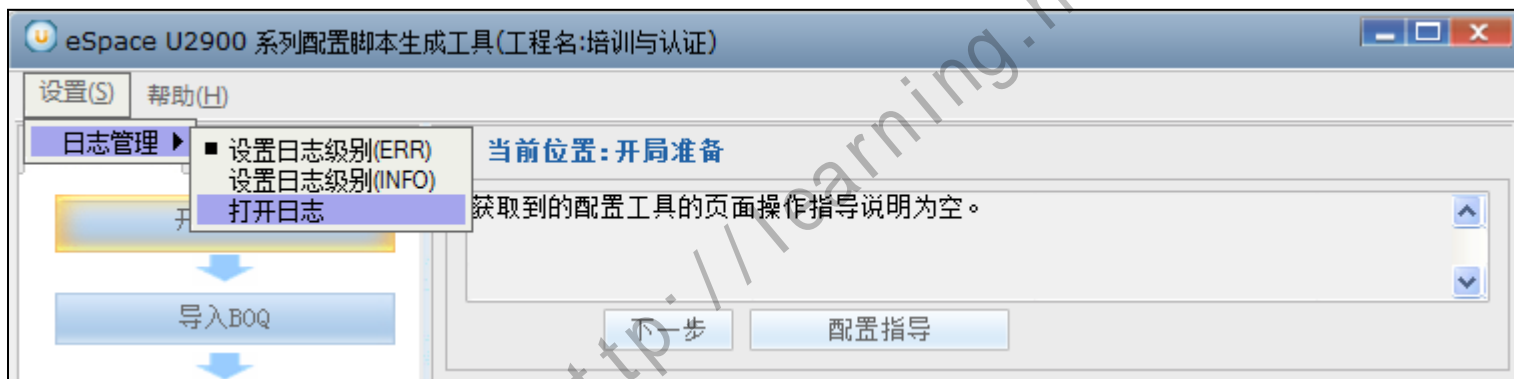 eSpace U2900 系列配置脚本生成工具(工程名:培训与认证)
设置(S) 帮助(H)
日志管理
设置日志级别(ERR)
设置日志级别(INFO)
打开日志
当前位置:开局准备
获取到的配置工具的页面操作指导说明为空。
开
导入BOQ
下一步 配置指导
http://learning.